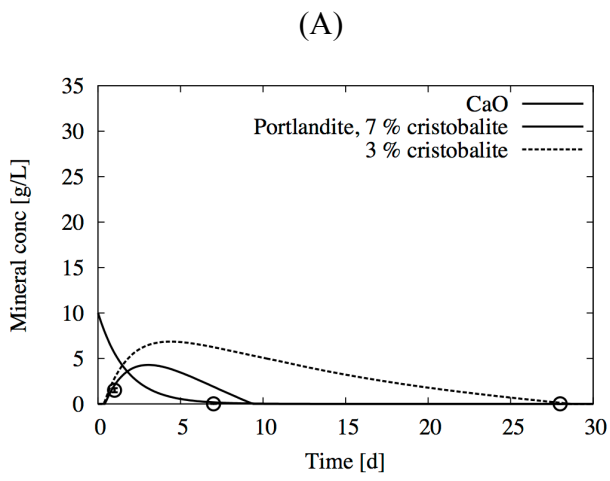 (A)
CaO
Portlandite, 7 % cristobalite
3 % cristobalite
35
30
25
20
15
10
5
0
Mineral conc [g/L]
0 5 10 15 20 25 30
Time [d]